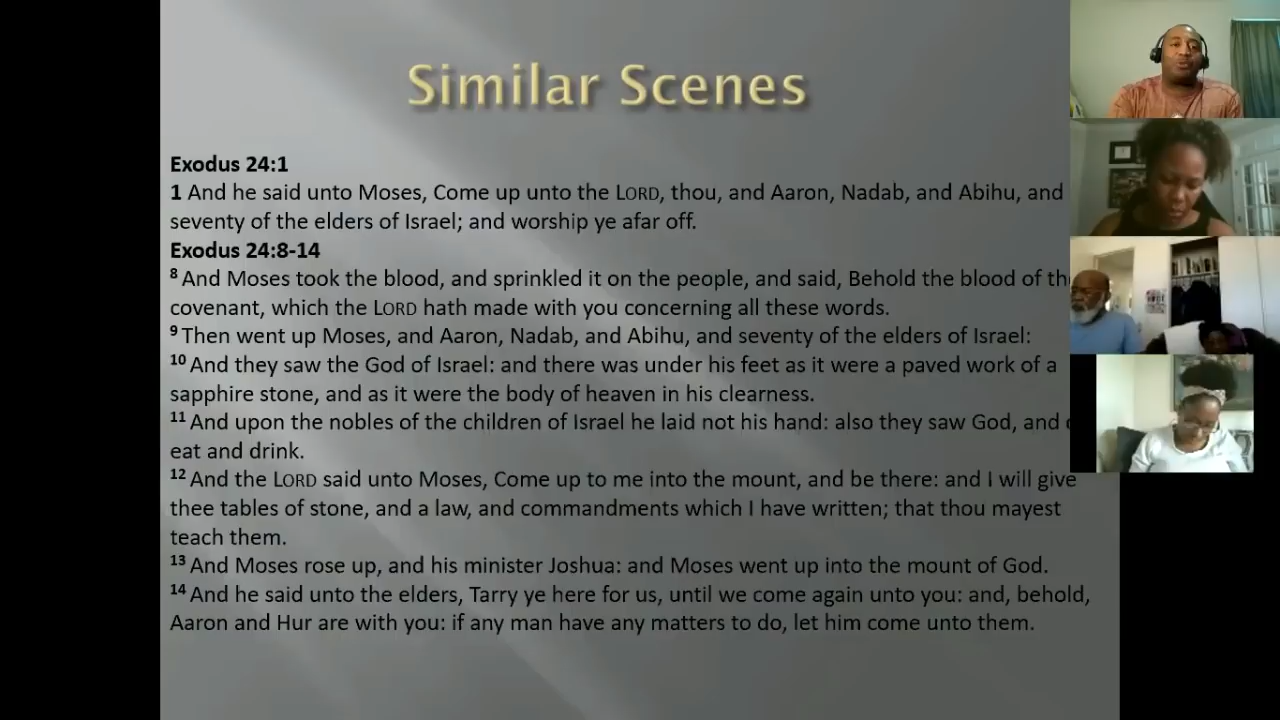 Similar Scenes
Exodus 24:1
1 And he said unto Moses, Come up unto the LORD, thou, and Aaron, Nadab, and Abihu, and
seventy of the elders of Israel; and worship ye afar off.
Exodus 24:8-14
8 And Moses took the blood, and sprinkled it on the people, and said, Behold the blood of
covenant, which the LORD hath made with you concerning all these words.
9 Then went up Moses, and Aaron, Nadab, and Abihu, and seventy of the elders of Israel:
10 And they saw the God of Israel: and there was under his feet as it were a paved work of a
sapphire stone, and as it were the body of heaven in his clearness.
11 And upon the nobles of the children of Israel he laid not his hand: also they saw God, and
eat and drink.
12 And the LORD said unto Moses, Come up to me into the mount, and be there: and I will give
thee tables of stone, and a law, and commandments which I have written; that thou mayest
teach them.
13 And Moses rose up, and his minister Joshua: and Moses went up into the mount of God.
14 And he said unto the elders, Tarry ye here for us, until we come again unto you: and, behold,
Aaron and Hur are with you: if any man have any matters to do, let him come unto them.